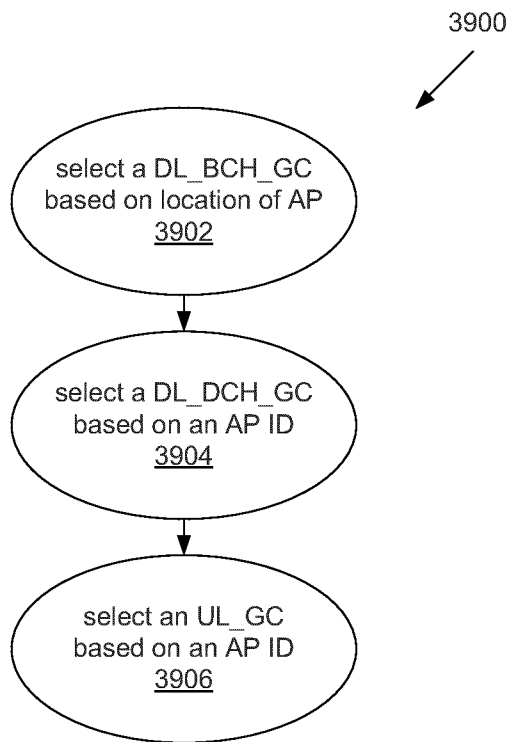 3900
select a DL_BCH_GC
based on location of AP
3902
select a DL_DCH_GC
based on an AP ID
3904
select an UL_GC
based on an AP ID
3906